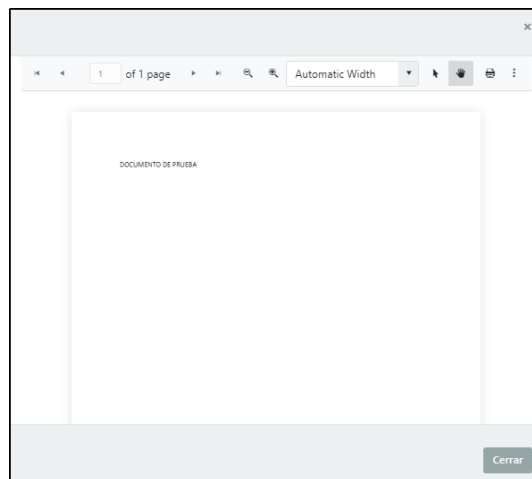 1 of 1 page Automatic Width
DOCUMENTO DE PRUEBA
Cerrar